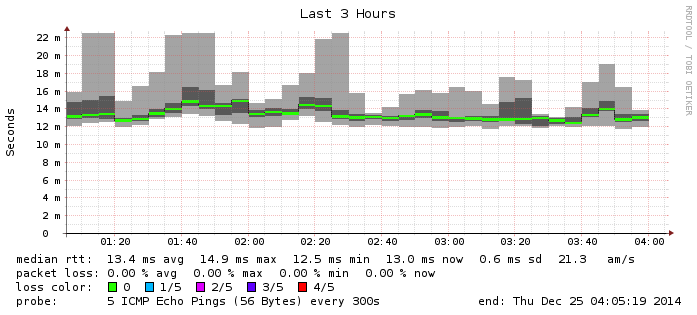 Last 3 Hours
RRDTOOL / TOBI OETIKER
Seconds
22 m
20 m
18 m
16 m
14 m
12 m
10 m
8 m
6 m
4 m
2 m
0
01:20 01:40 02:00 02:20 02:40 03:00 03:20 03:40 04:00
median rtt: 13.4 ms avg 14.9 ms max 12.5 ms min 13.0 ms now 0.6 ms sd 21.3 am/s
packet loss: 0.00 % avg 0.00 % max 0.00 % min 0.00 % now
loss color: 0 1/5 2/5 3/5 4/5
probe: 5 ICMP Echo Pings (56 Bytes) every 300s end: Thu Dec 25 04:05:19 2014